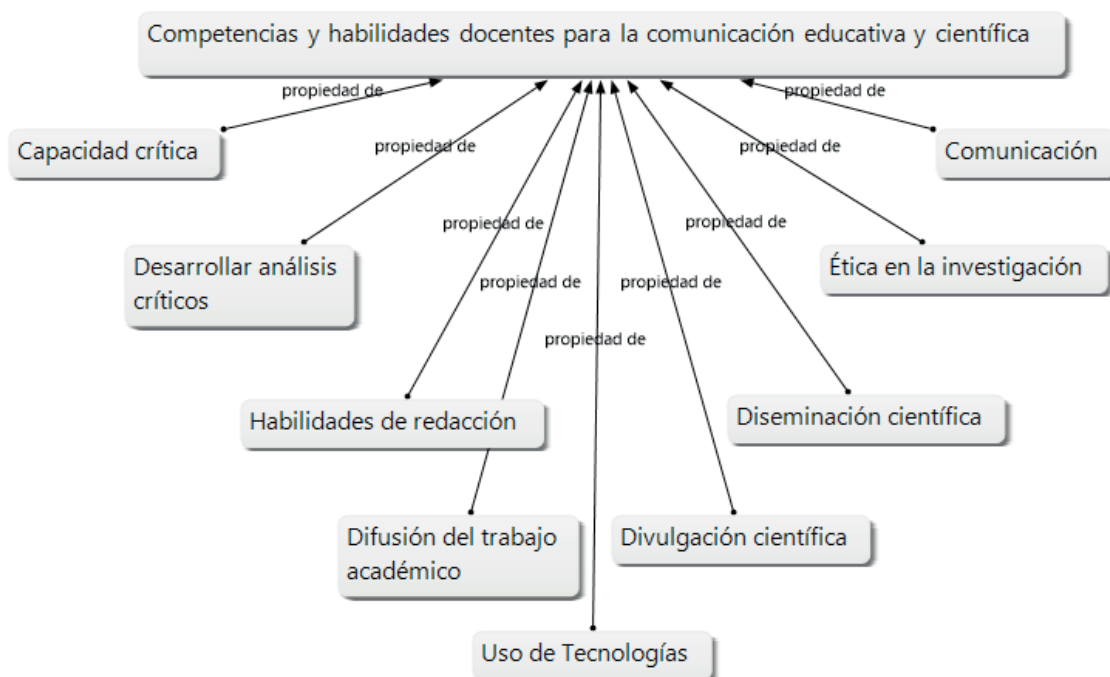 Competencias y habilidades docentes para la comunicación educativa y científica
propiedad de
propiedad de
Capacidad crítica
propiedad de
propiedad de
Comunicación
propiedad de
propiedad de
Desarrollar análisis
críticos
Ética en la investigación
propiedad de
propiedad de
propiedad de
Habilidades de redacción
Diseminación científica
Difusión del trabajo
académico
Divulgación científica
Uso de Tecnologías